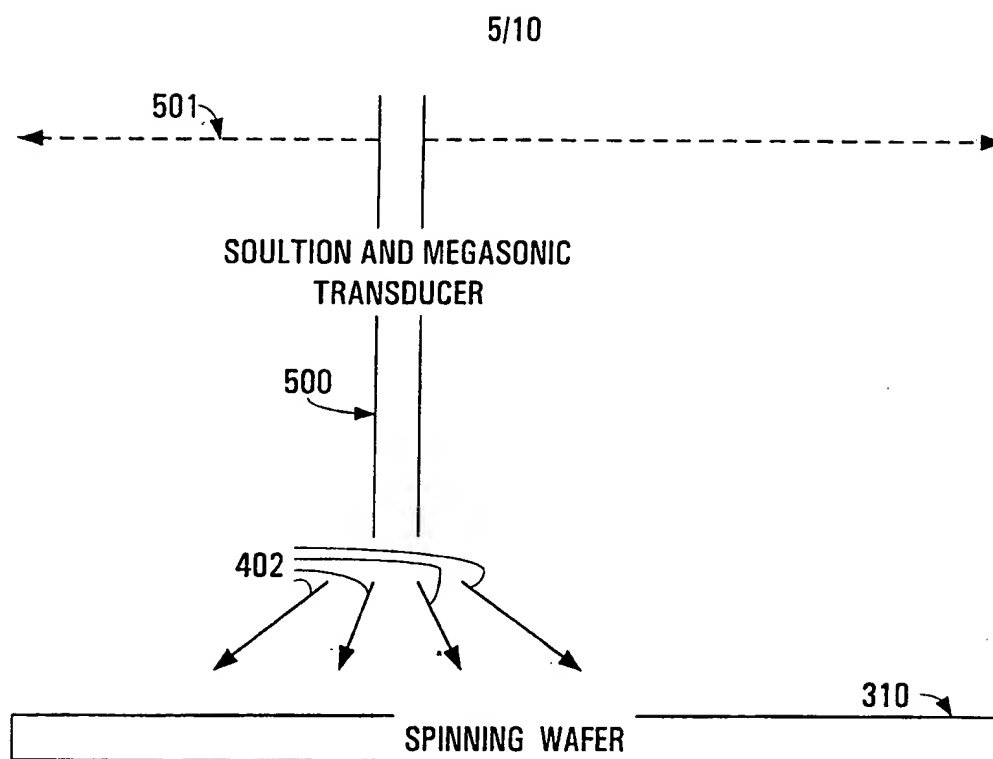 5/10
501
SOULTION AND MEGASONIC
TRANSDUCER
500
402
310
SPINNING WAFER